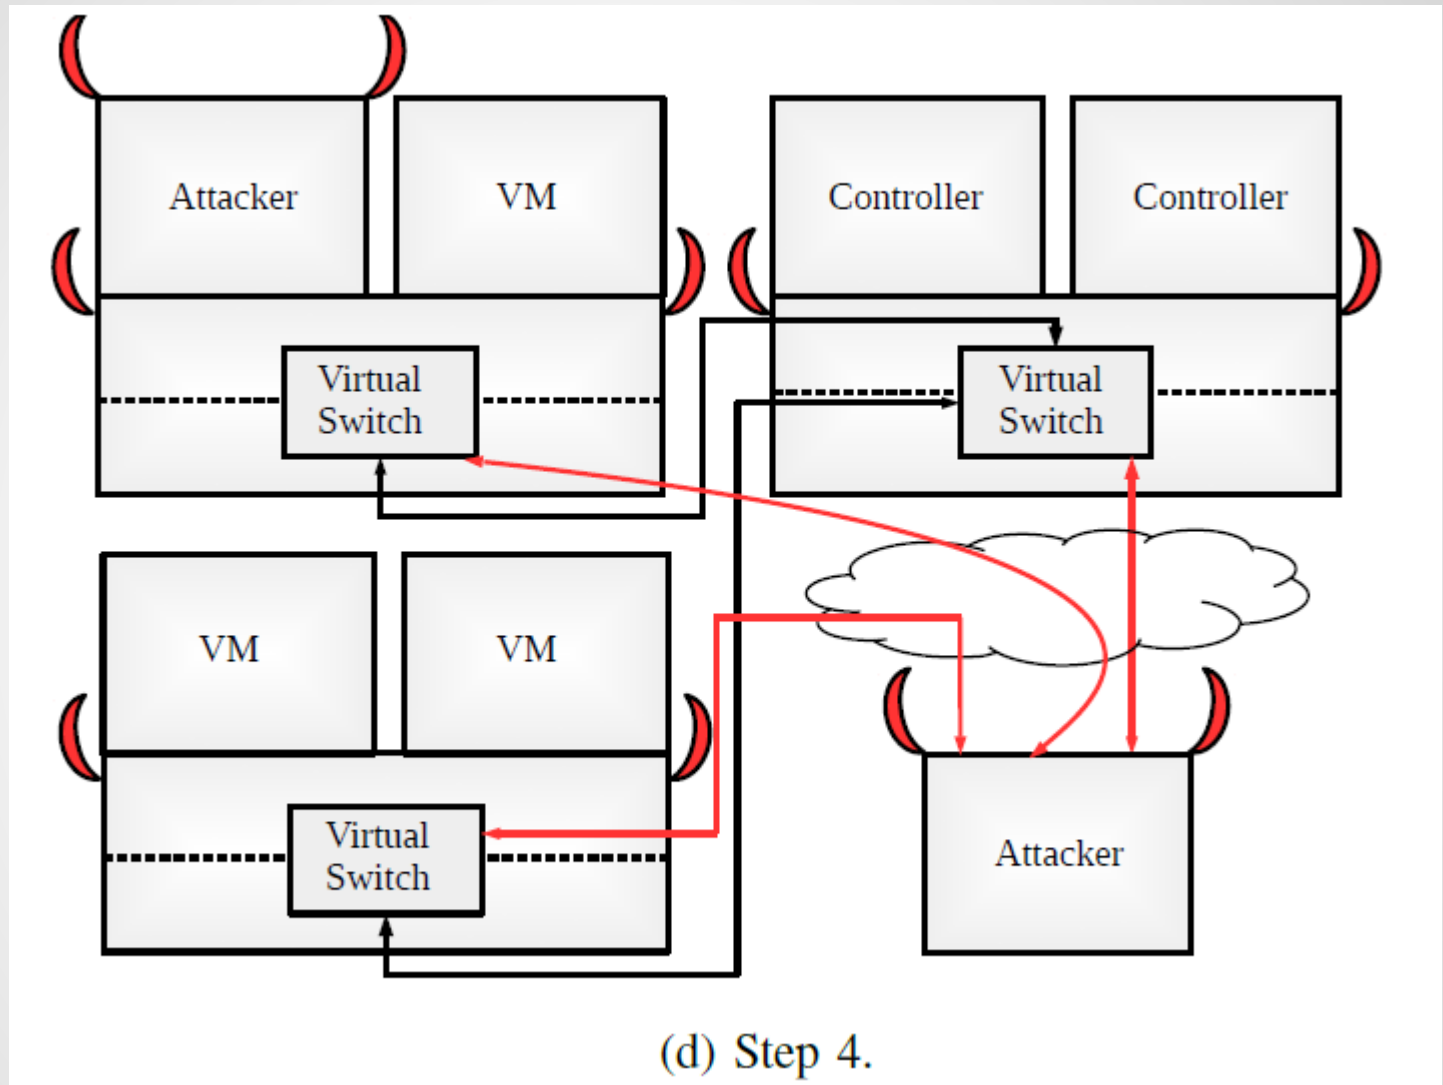 Attacker
VM
Controller
Controller
Virtual
Switch
Virtual
Switch
VM
VM
Virtual
Switch
Attacker
(d) Step 4.